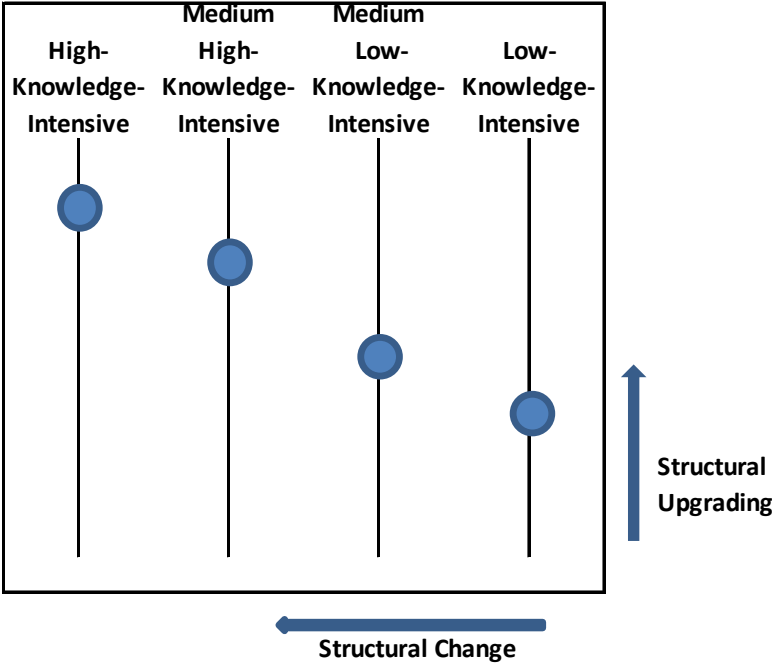 High-
Knowledge-
Intensive
Medium
High-
Knowledge-
Intensive
Medium
Low-
Knowledge-
Intensive
Low-
Knowledge-
Intensive
Structural
Upgrading
Structural Change